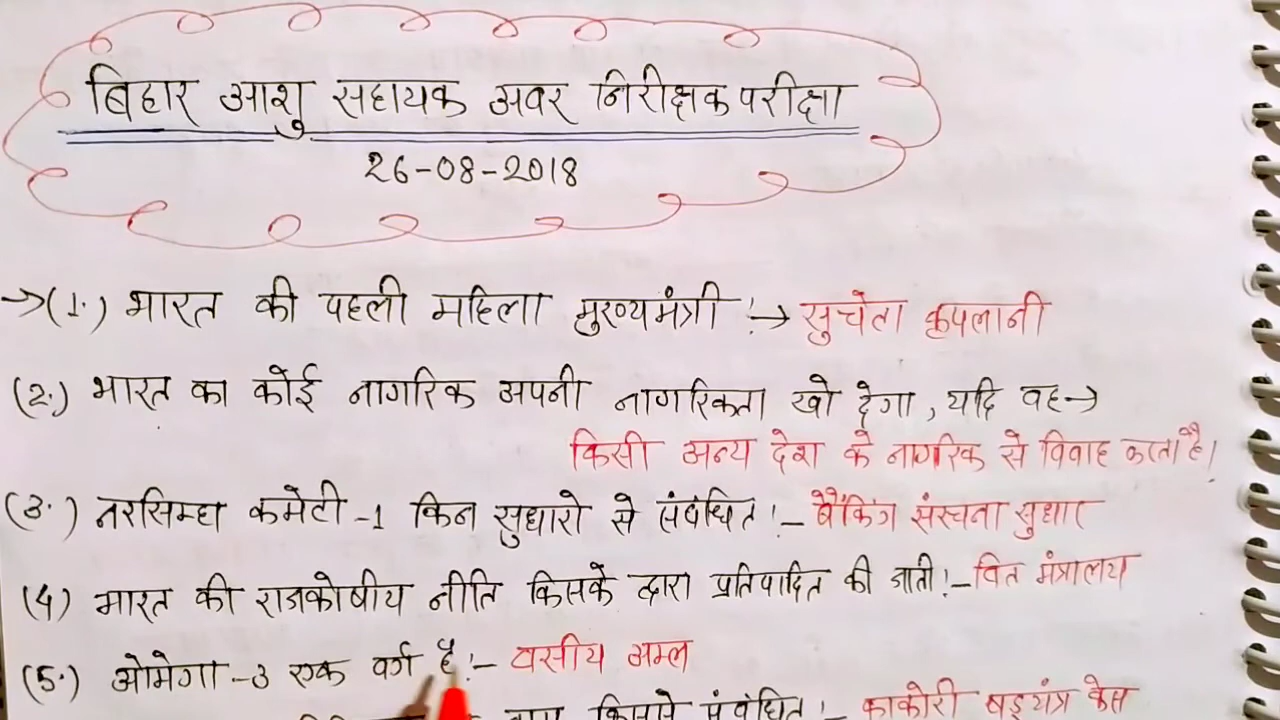 बिहार आशु सहायक अवर निरीक्षक परीक्षा
26-08-2018
→(1.) भारत की पहली महिला मुख्यमंत्री :→ सुचेता कृपलानी
(2.) भारत का कोई नागरिक अपनी नागरिकता खो देगा, यदि वह→
किसी अन्य देश के नागरिक से विवाह करता है।
(3.) नरसिम्हा कमेटी -1 किन सुधारो से संबंधित :- बैंकिंग संरचना सुधार
(4) भारत की राजकोषीय नीति किसके द्वारा प्रतिपादित की जाती :- वित मंत्रालय
(5.) ओमेगा -3 एक वर्ग है :- वसीय अम्ल
किससे संबंधित :- काकोरी षड्यंत्र केस